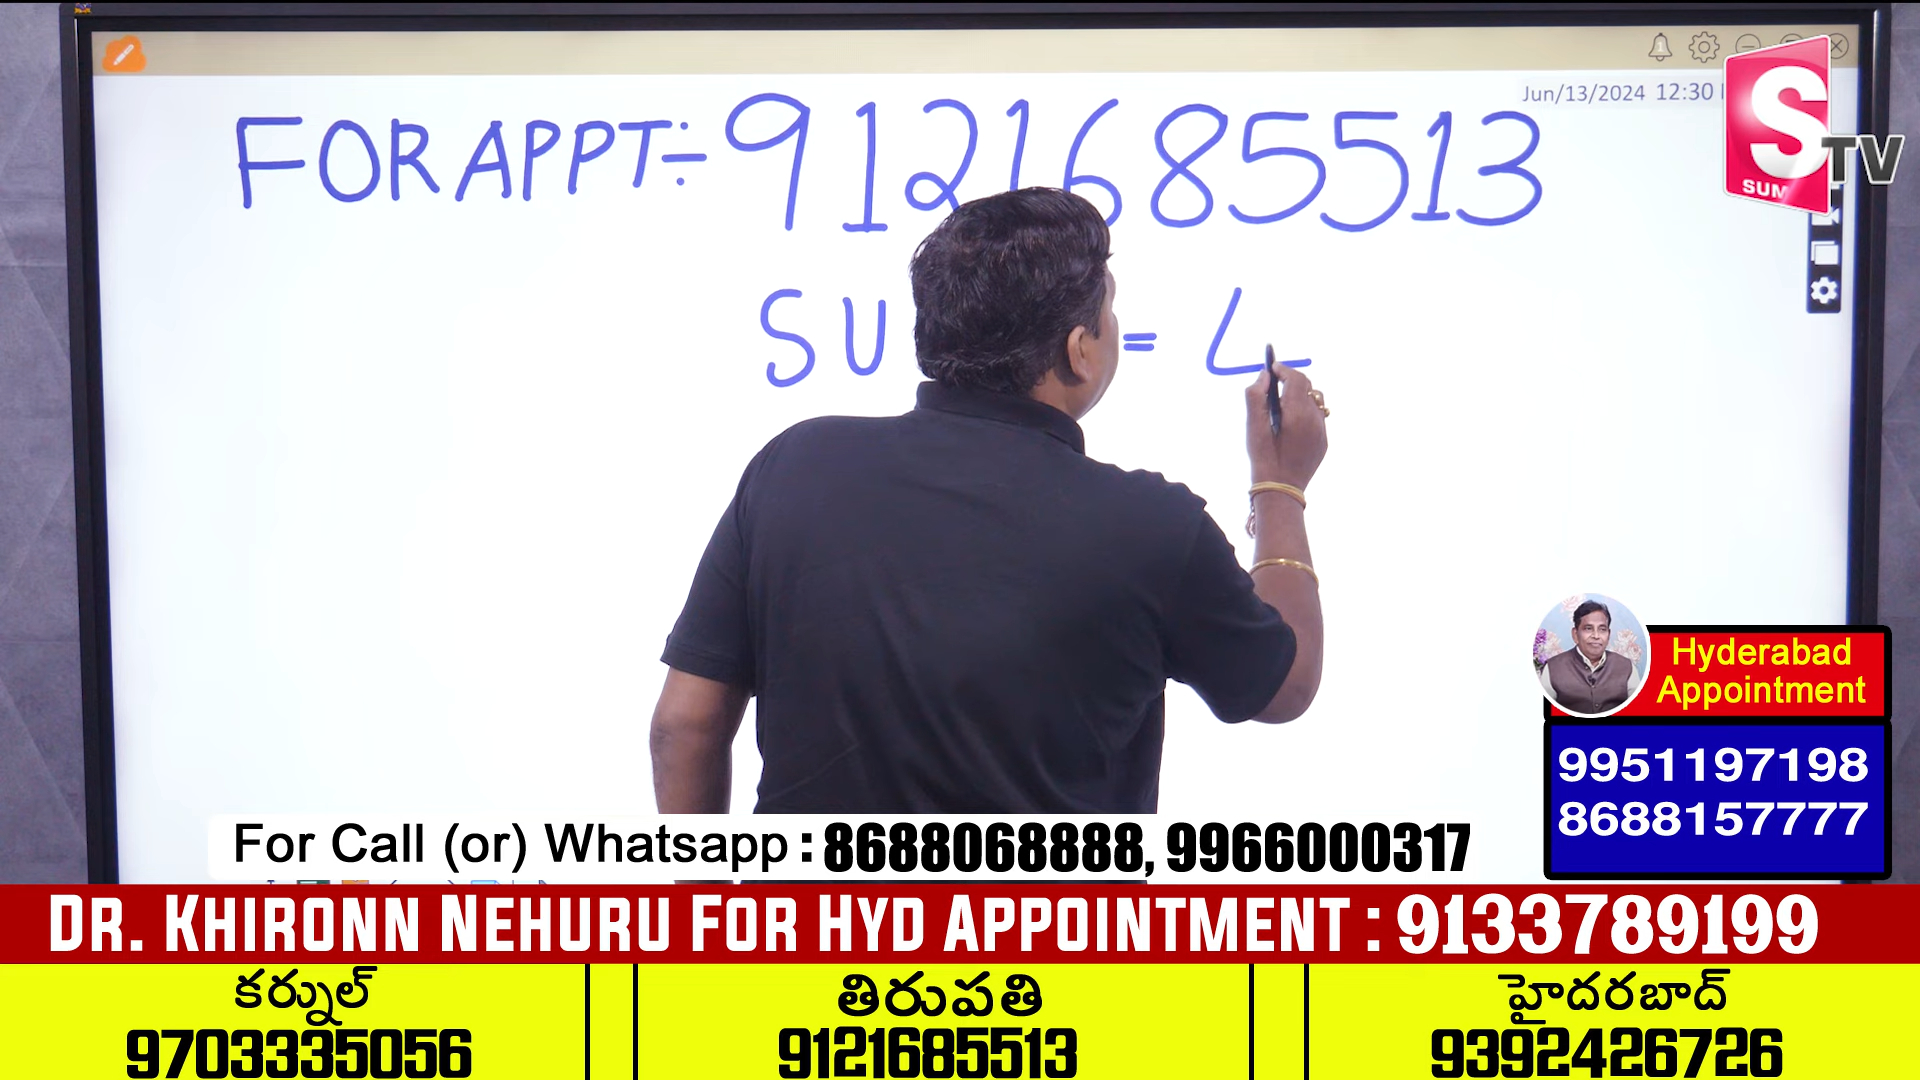 Jun/13/2024 12:30
FOR APPT:- 9121685513
S TV
SUM
SU = L
Hyderabad
Appointment
9951197198
8688157777
For Call (or) Whatsapp : 8688068888, 9966000317
DR. KHIRONN NEHURU FOR HYD APPOINTMENT : 9133789199
కర్నూల్
9703335056
తిరుపతి
9121685513
హైదరబాద్
9392426726